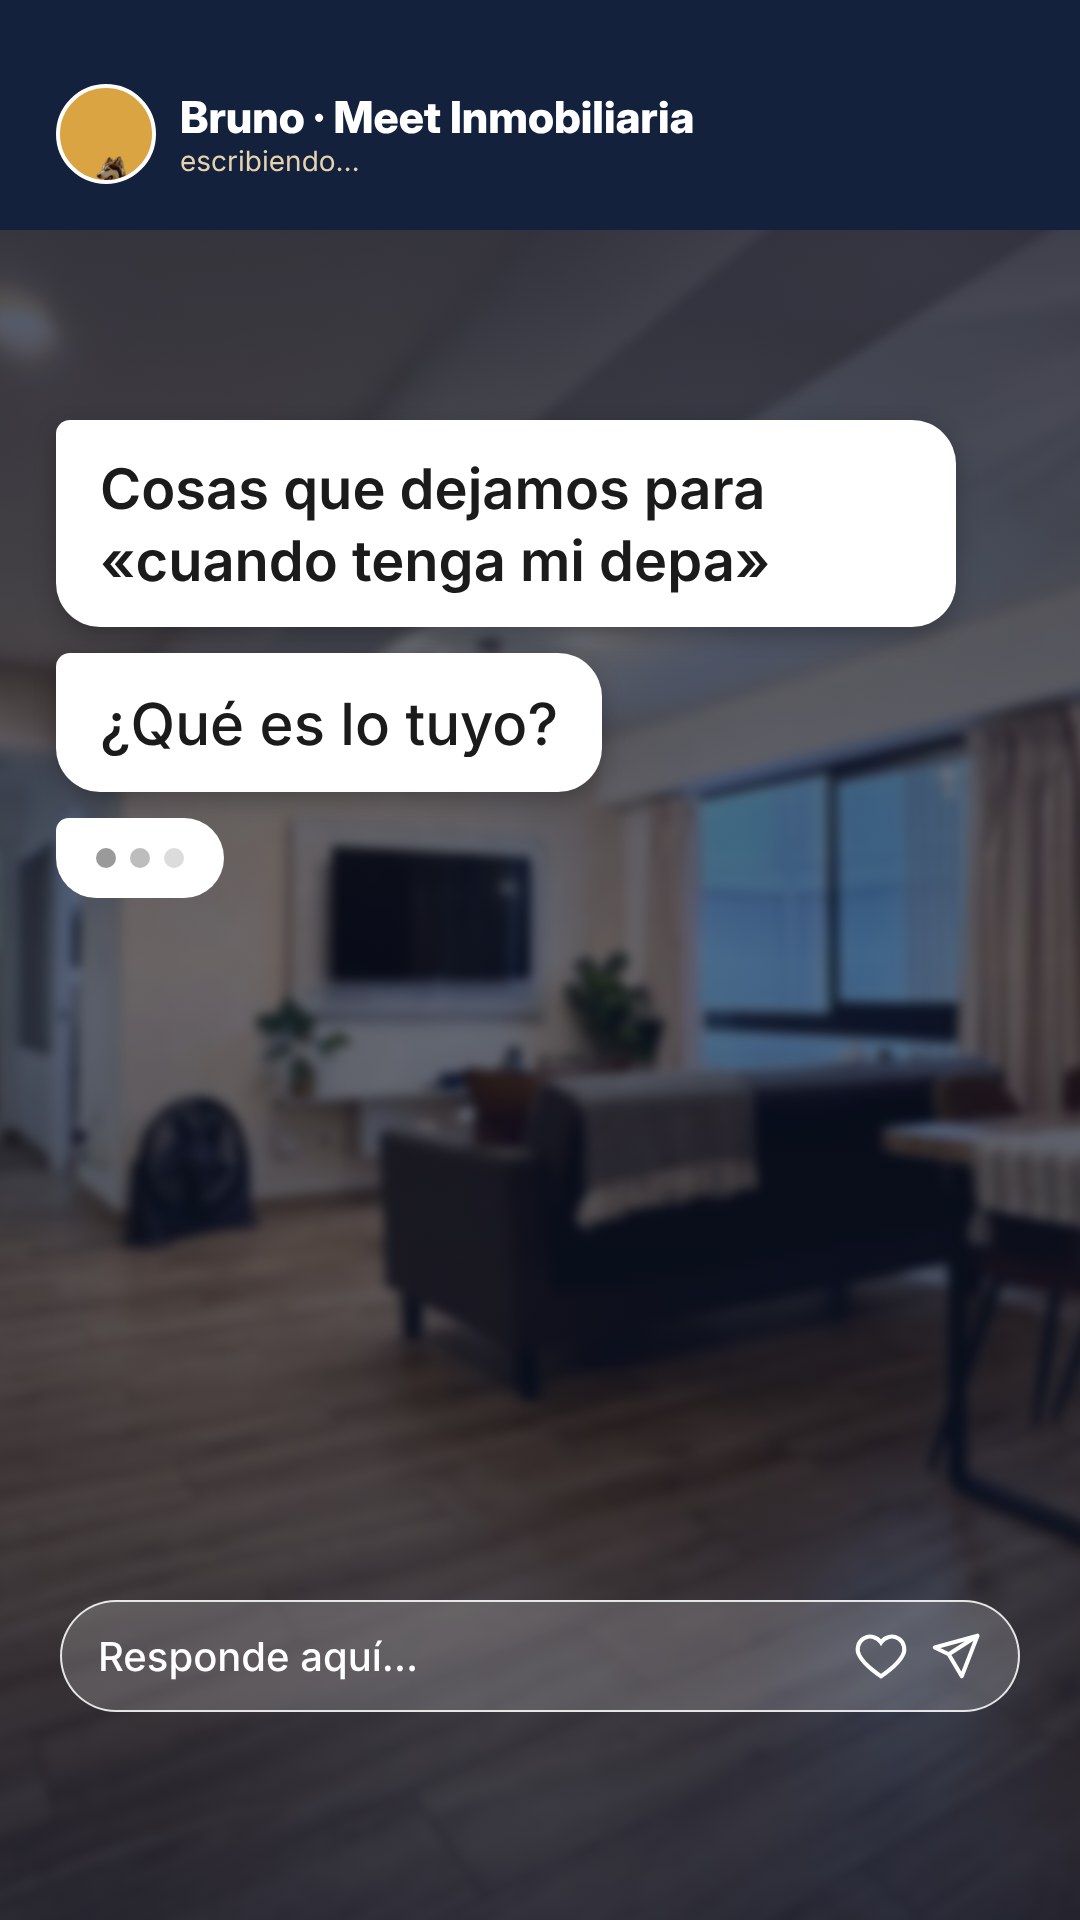 Bruno · Meet Inmobiliaria
escribiendo...
Cosas que dejamos para
«cuando tenga mi depa»
¿Qué es lo tuyo?
Responde aquí...